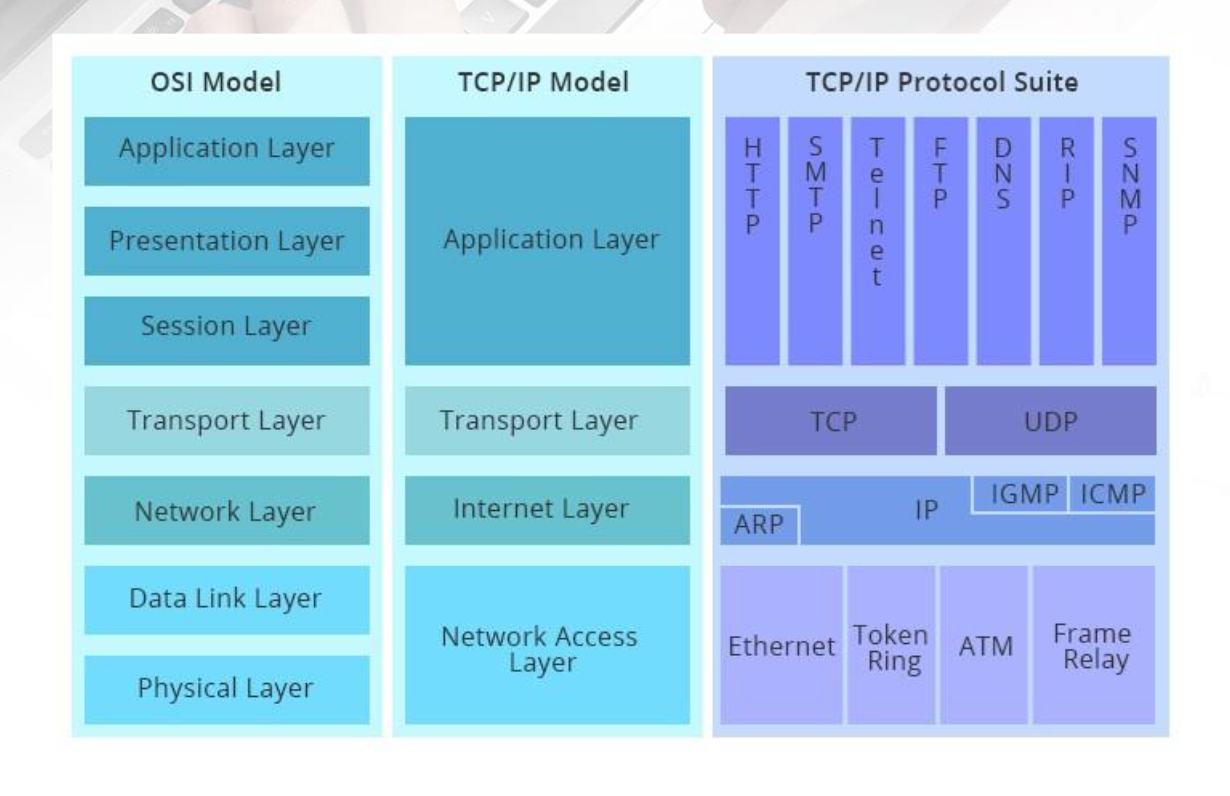 OSI Model
Application Layer
Presentation Layer
Session Layer
Transport Layer
Network Layer
Data Link Layer
Physical Layer
TCP/IP Model
Application Layer
Transport Layer
Internet Layer
Network Access
Layer
TCP/IP Protocol Suite
HTTP
SMTP
Telnet
FTP
DNS
RIP
SNMP
TCP
UDP
ARP
IP
IGMP
ICMP
Ethernet
Token
Ring
ATM
Frame
Relay